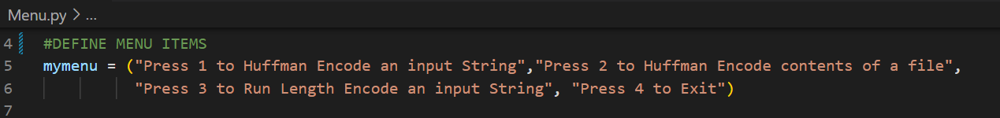 Menu.py > ...
4 #DEFINE MENU ITEMS
5 mymenu = ("Press 1 to Huffman Encode an input String","Press 2 to Huffman Encode contents of a file",
6 "Press 3 to Run Length Encode an input String", "Press 4 to Exit")
7